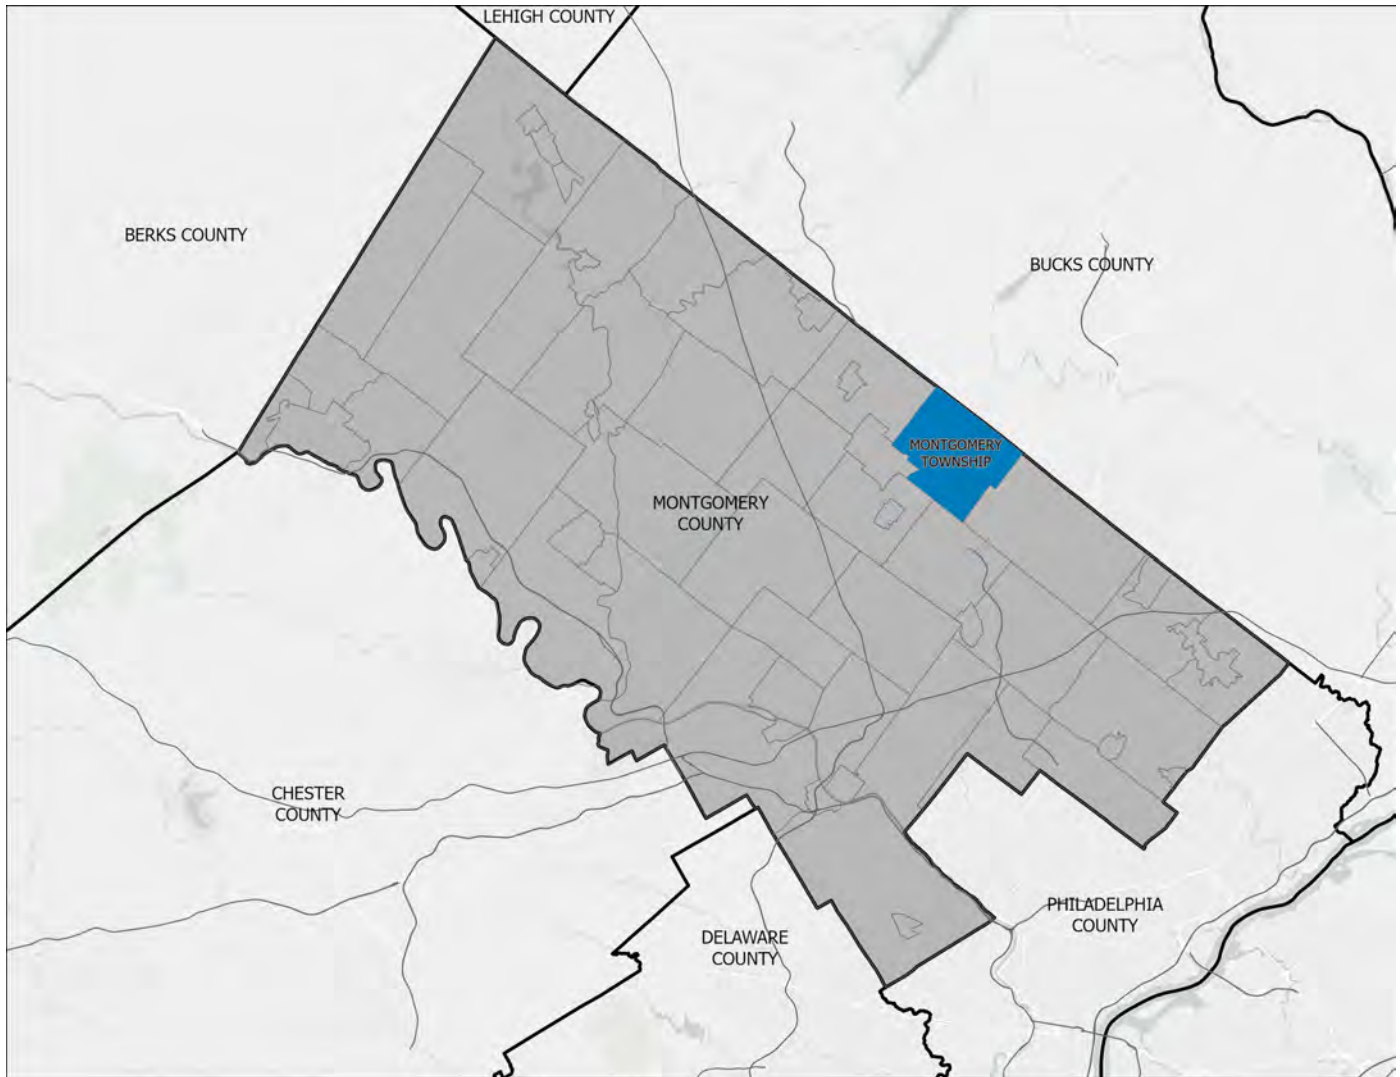 LEHIGH COUNTY
BERKS COUNTY
BUCKS COUNTY
MONTGOMERY
TOWNSHIP
MONTGOMERY
COUNTY
CHESTER
COUNTY
PHILADELPHIA
COUNTY
DELAWARE
COUNTY